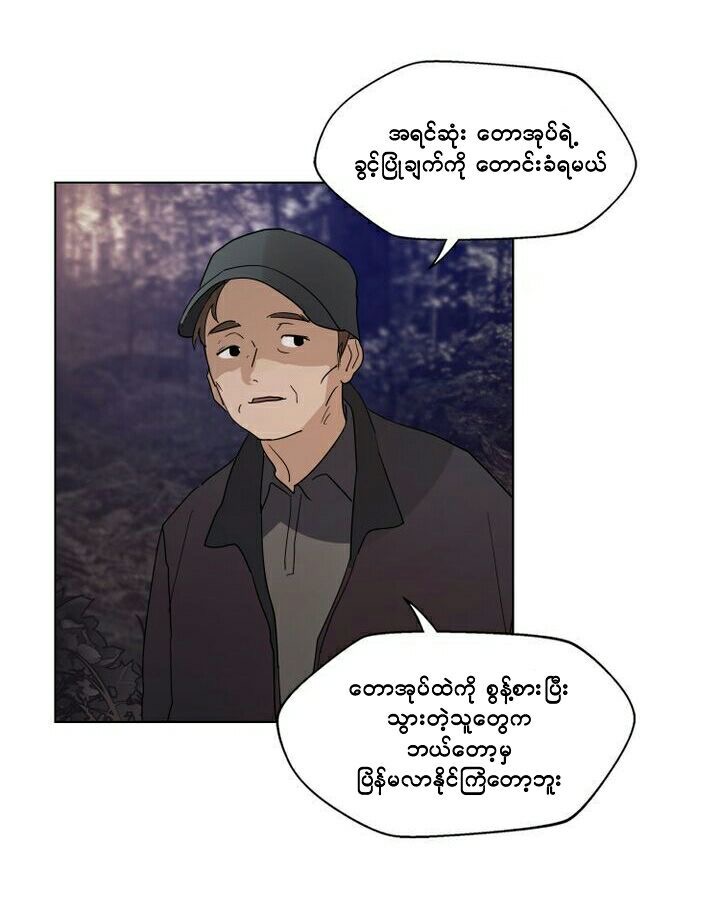 အရင်ဆုံး တောအုပ်ရဲ့
ခွင့်ပြုချက်ကို တောင်းခံရမယ်
တောအုပ်ထဲကို စွန့်စားပြီး
သွားတဲ့သူတွေက
ဘယ်တော့မှ
ပြန်မလာနိုင်ကြတော့ဘူး